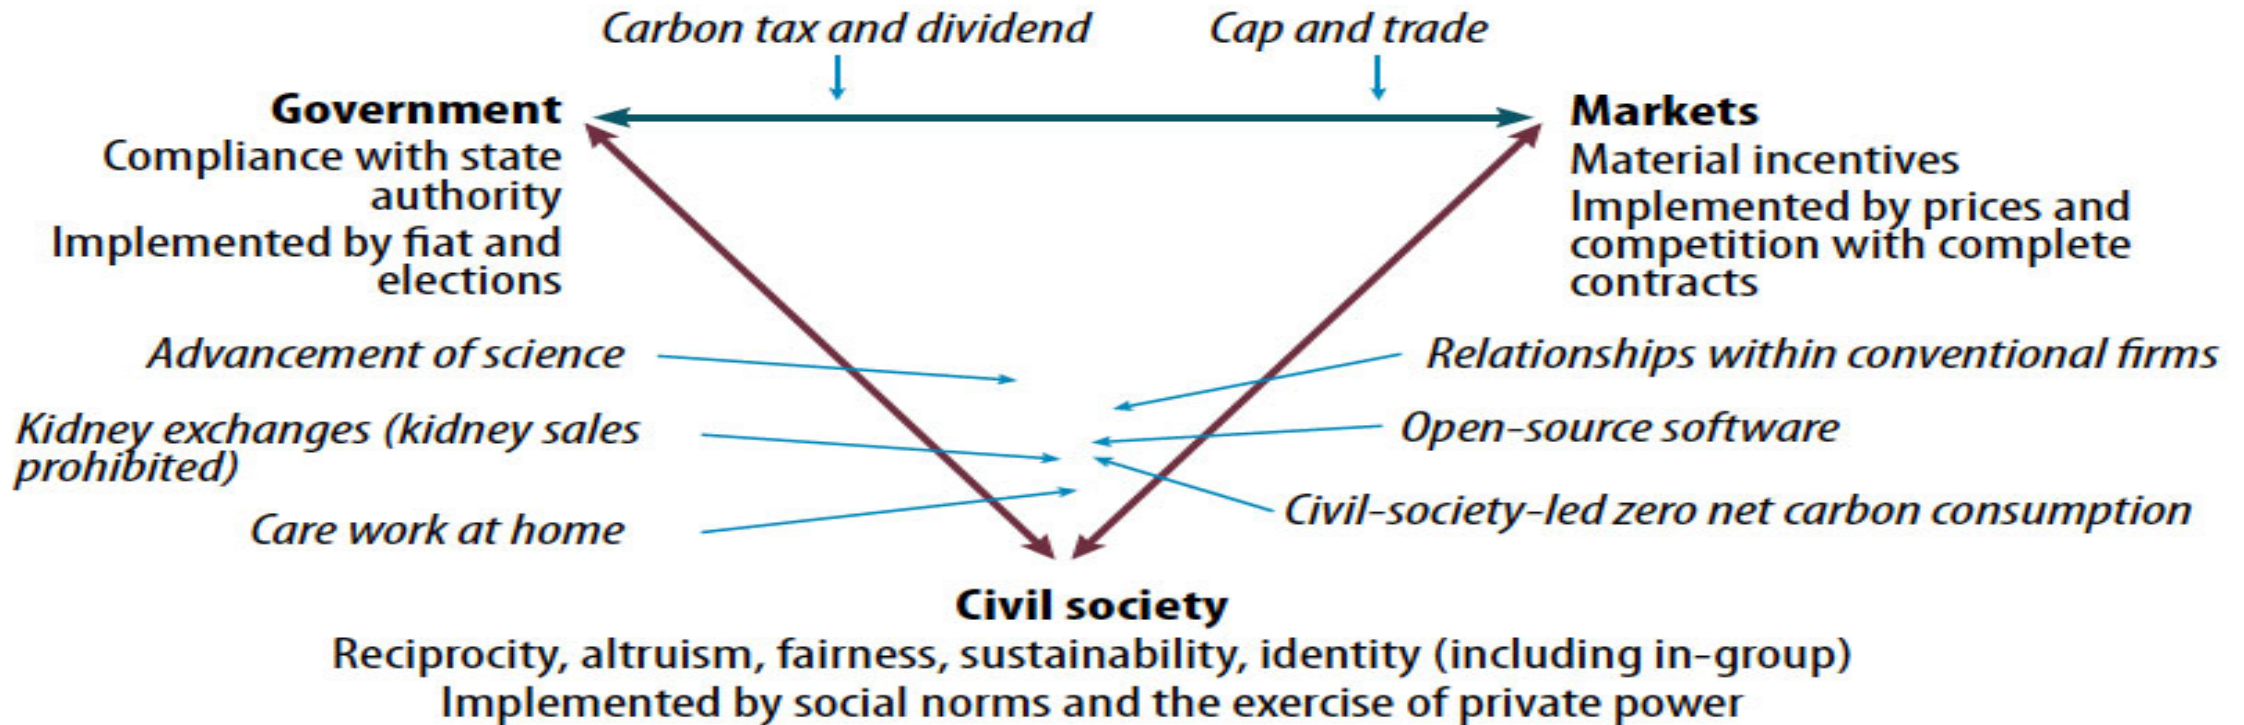 Carbon tax and dividend
Cap and trade
Government
Compliance with state
authority
Implemented by fiat and
elections
Markets
Material incentives
Implemented by prices and
competition with complete
contracts
Advancement of science
Relationships within conventional firms
Kidney exchanges (kidney sales
prohibited)
Open-source software
Care work at home
Civil-society-led zero net carbon consumption
Civil society
Reciprocity, altruism, fairness, sustainability, identity (including in-group)
Implemented by social norms and the exercise of private power